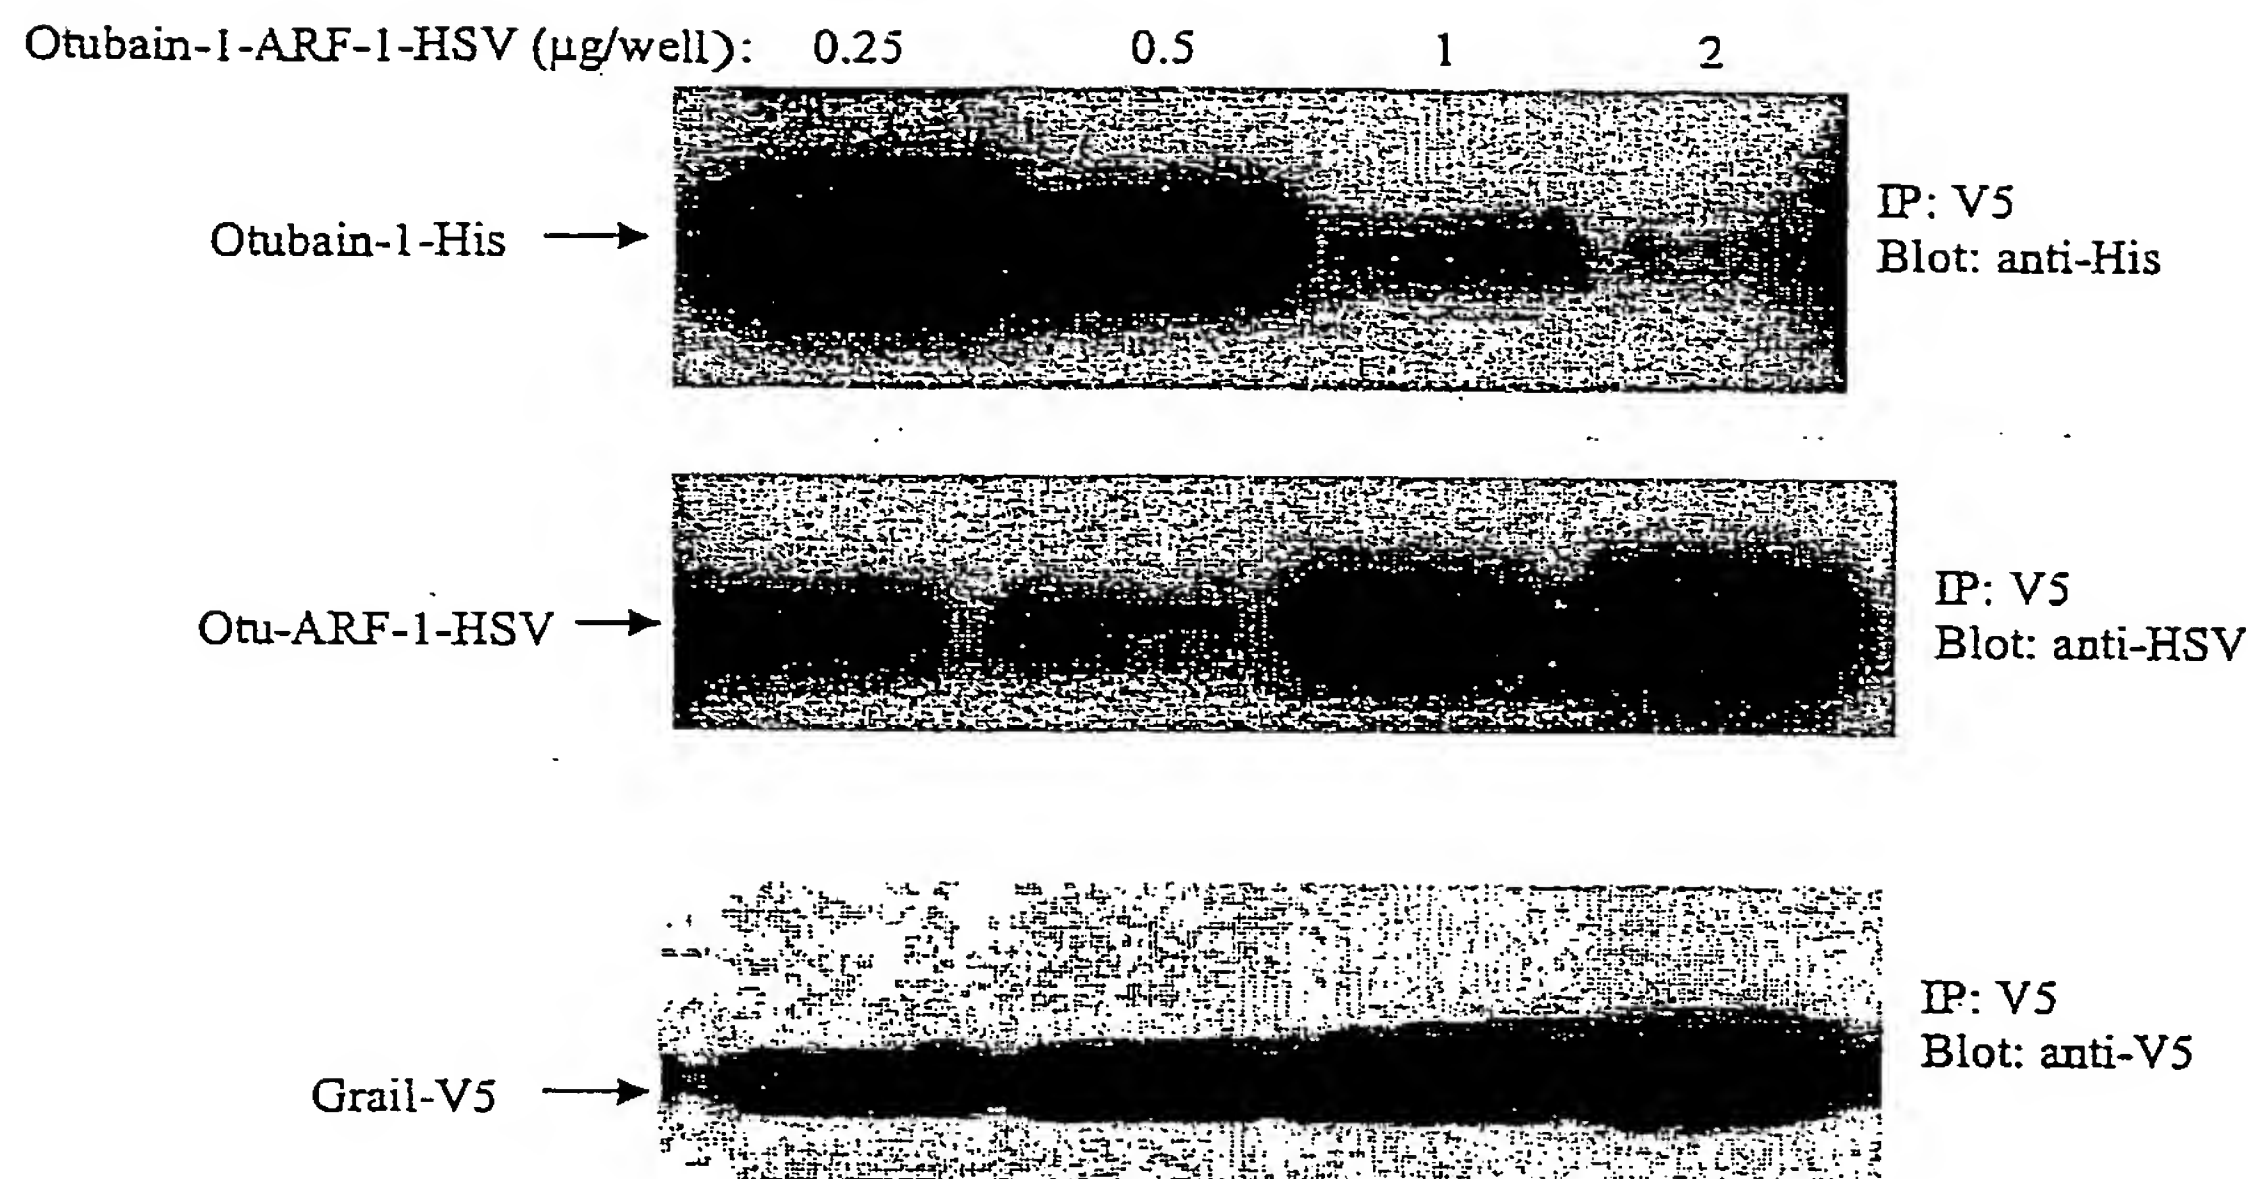 Otubain-1-ARF-1-HSV (µg/well): 0.25 0.5 1 2
Otubain-1-His
IP: V5
Blot: anti-His
Otu-ARF-1-HSV
IP: V5
Blot: anti-HSV
Grail-V5
IP: V5
Blot: anti-V5